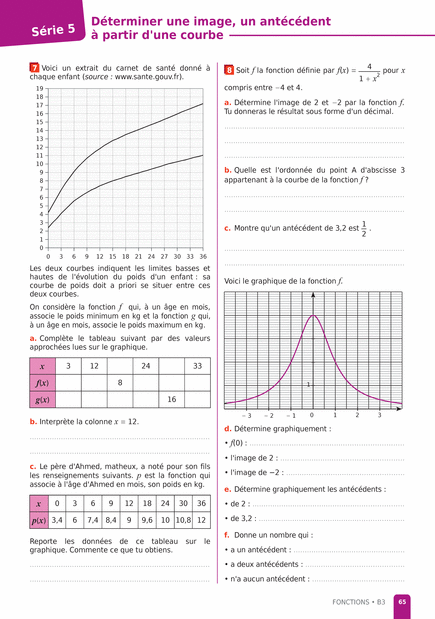 Série 5
Déterminer une image, un antécédent
à partir d'une courbe
7 Voici un extrait du carnet de santé donné à
chaque enfant (source : www.sante.gouv.fr).
19
18
17
16
15
14
13
12
11
10
9
8
7
6
5
4
3
2
1
0
0 3 6 9 12 15 18 21 24 27 30 33 36
Les deux courbes indiquent les limites basses et
hautes de l'évolution du poids d'un enfant : sa
courbe de poids doit a priori se situer entre ces
deux courbes.
On considère la fonction f qui, à un âge en mois,
associe le poids minimum en kg et la fonction g qui,
à un âge en mois, associe le poids maximum en kg.
a. Complète le tableau suivant par des valeurs
approchées lues sur le graphique.
x 3 12 24 33
f(x) 8
g(x) 16
b. Interprète la colonne x = 12.
c. Le père d'Ahmed, matheux, a noté pour son fils
les renseignements suivants. p est la fonction qui
associe à l'âge d'Ahmed en mois, son poids en kg.
x 0 3 6 9 12 18 24 30 36
p(x) 3,4 6 7,4 8,4 9 9,6 10 10,8 12
Reporte les données de ce tableau sur le
graphique. Commente ce que tu obtiens.
8 Soit f la fonction définie par f(x) = 4 / (1 + x²) pour x
compris entre −4 et 4.
a. Détermine l'image de 2 et −2 par la fonction f.
Tu donneras le résultat sous forme d'un décimal.
b. Quelle est l'ordonnée du point A d'abscisse 3
appartenant à la courbe de la fonction f ?
c. Montre qu'un antécédent de 3,2 est 1/2 .
Voici le graphique de la fonction f.
1
− 3 − 2 − 1 0 1 2 3
d. Détermine graphiquement :
• f(0) :
• l'image de 2 :
• l'image de −2 :
e. Détermine graphiquement les antécédents :
• de 2 :
• de 3,2 :
f. Donne un nombre qui :
• a un antécédent :
• a deux antécédents :
• n'a aucun antécédent :
FONCTIONS • B3 65